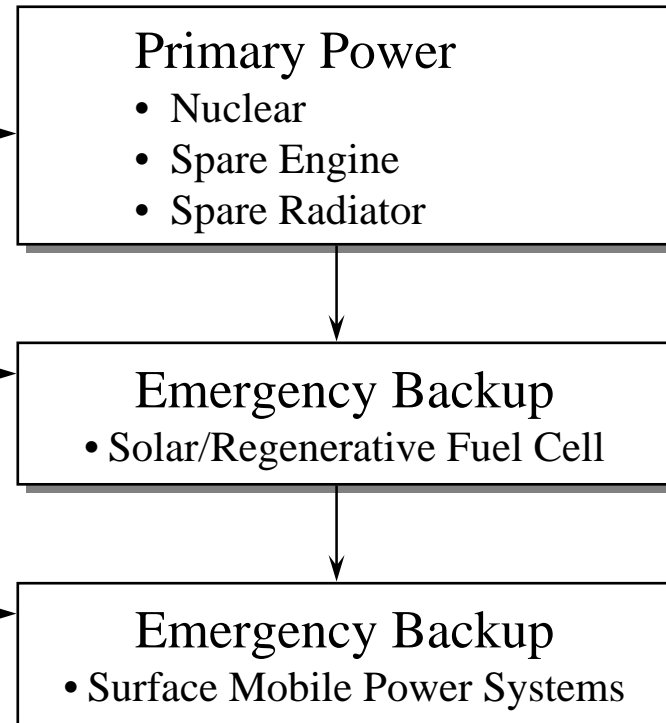 Primary Power
• Nuclear
• Spare Engine
• Spare Radiator
Emergency Backup
• Solar/Regenerative Fuel Cell
Emergency Backup
• Surface Mobile Power Systems